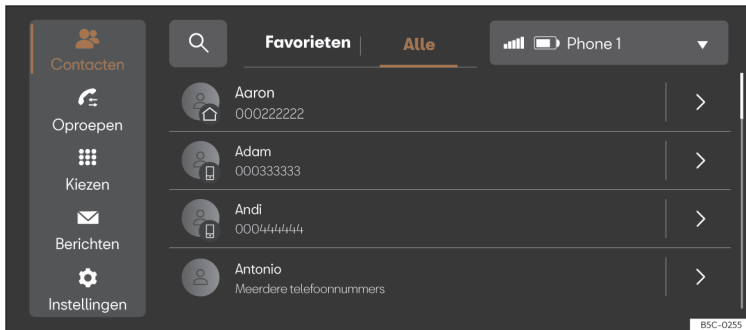 Contacten
Oproepen
Kiezen
Berichten
Instellingen
Favorieten
Alle
Phone 1
Aaron
000222222
Adam
000333333
Andi
000444444
Antonio
Meerdere telefoonnummers
B5C-0255